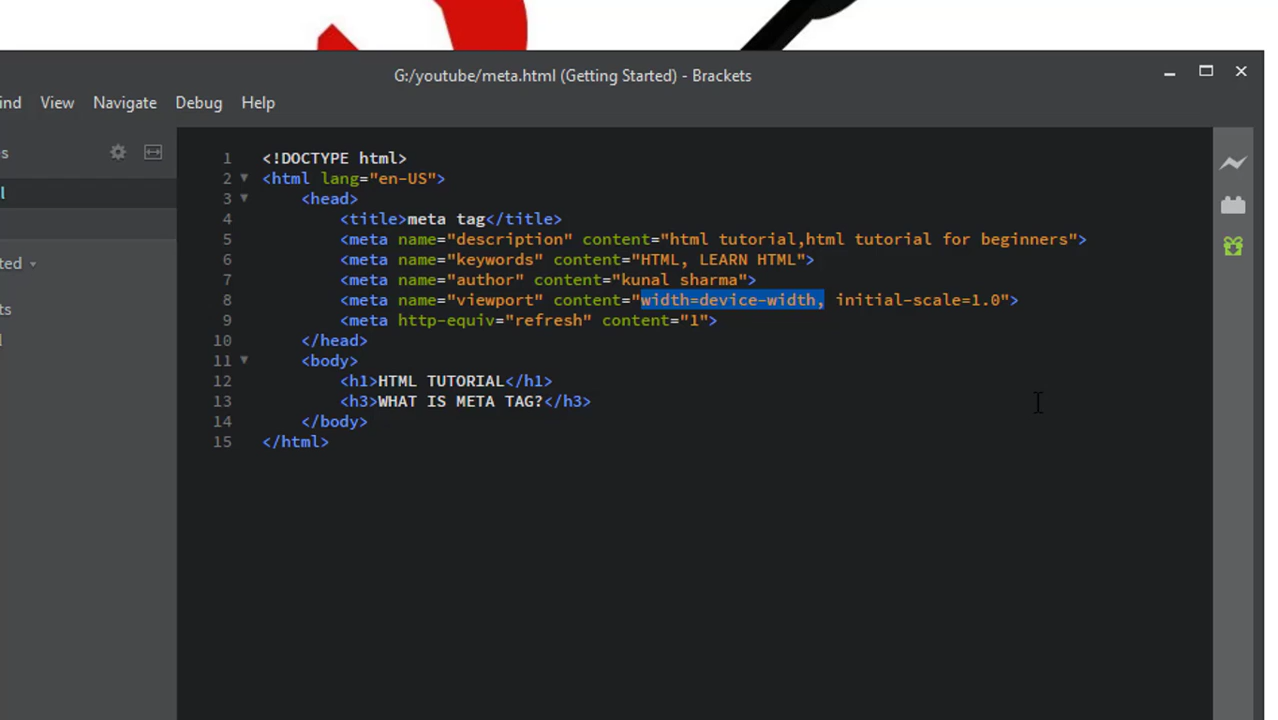 G:/youtube/meta.html (Getting Started) - Brackets
ind View Navigate Debug Help
s
l
ted
ts
l
1 <!DOCTYPE html>
2 <html lang="en-US">
3 <head>
4 <title>meta tag</title>
5 <meta name="description" content="html tutorial,html tutorial for beginners">
6 <meta name="keywords" content="HTML, LEARN HTML">
7 <meta name="author" content="kunal sharma">
8 <meta name="viewport" content="width=device-width, initial-scale=1.0">
9 <meta http-equiv="refresh" content="1">
10 </head>
11 <body>
12 <h1>HTML TUTORIAL</h1>
13 <h3>WHAT IS META TAG?</h3>
14 </body>
15 </html>